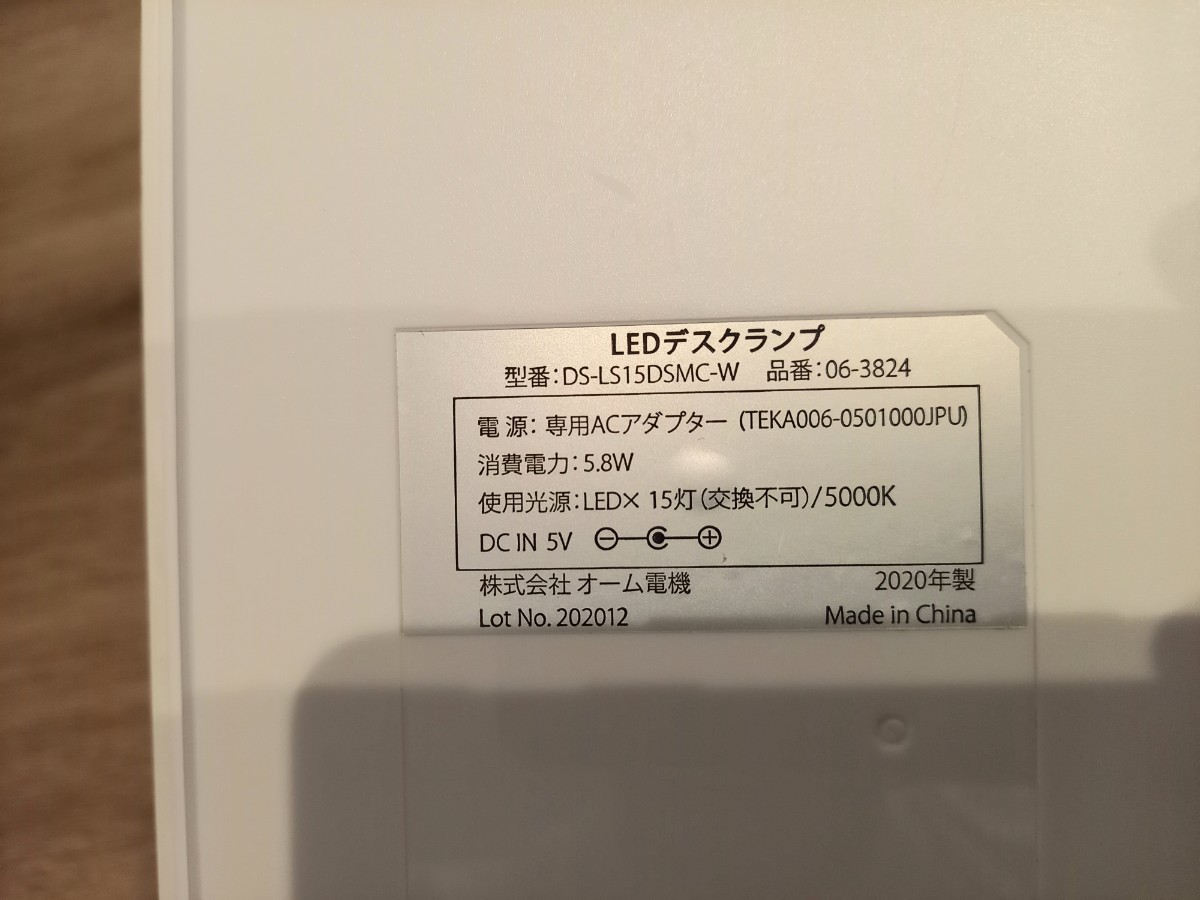 LEDデスクランプ
型番:DS-LS15DSMC-W 品番:06-3824
電源:専用ACアダプター (TEKA006-0501000JPU)
消費電力:5.8W
使用光源:LED× 15灯(交換不可)/5000K
DC IN 5V
株式会社 オーム電機 2020年製
Lot No. 202012 Made in China